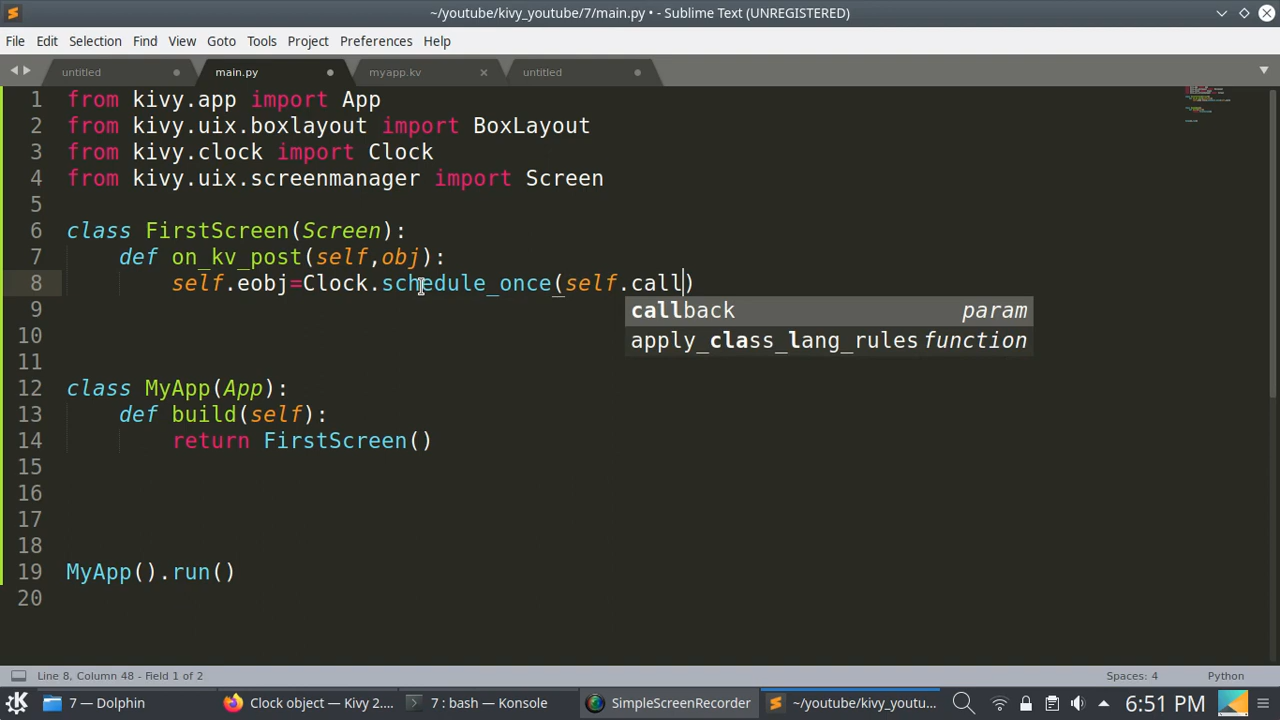 ~/youtube/kivy_youtube/7/main.py • - Sublime Text (UNREGISTERED)
File Edit Selection Find View Goto Tools Project Preferences Help
untitled main.py myapp.kv untitled
1 from kivy.app import App
2 from kivy.uix.boxlayout import BoxLayout
3 from kivy.clock import Clock
4 from kivy.uix.screenmanager import Screen
5
6 class FirstScreen(Screen):
7 def on_kv_post(self,obj):
8 self.eobj=Clock.schedule_once(self.call)
9 callback param
10 apply_class_lang_rules function
11
12 class MyApp(App):
13 def build(self):
14 return FirstScreen()
15
16
17
18
19 MyApp().run()
20
Line 8, Column 48 - Field 1 of 2 Spaces: 4 Python
7 — Dolphin Clock object — Kivy 2.... 7 : bash — Konsole SimpleScreenRecorder ~/youtube/kivy_youtu... 6:51 PM